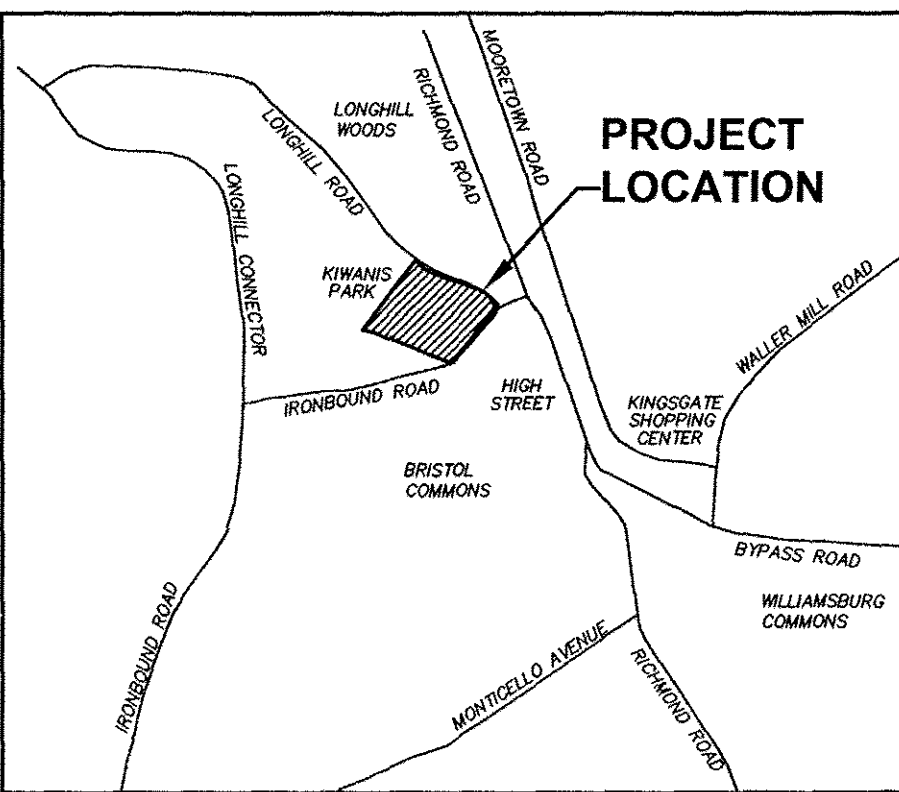 MOORETOWN ROAD
RICHMOND ROAD
LONGHILL
WOODS
LONGHILL ROAD
PROJECT
LOCATION
LONGHILL CONNECTOR
KIWANIS
PARK
WALLER MILL ROAD
IRONBOUND ROAD
HIGH
STREET
KINGSGATE
SHOPPING
CENTER
BRISTOL
COMMONS
BYPASS ROAD
WILLIAMSBURG
COMMONS
IRONBOUND ROAD
MONTICELLO AVENUE
RICHMOND ROAD